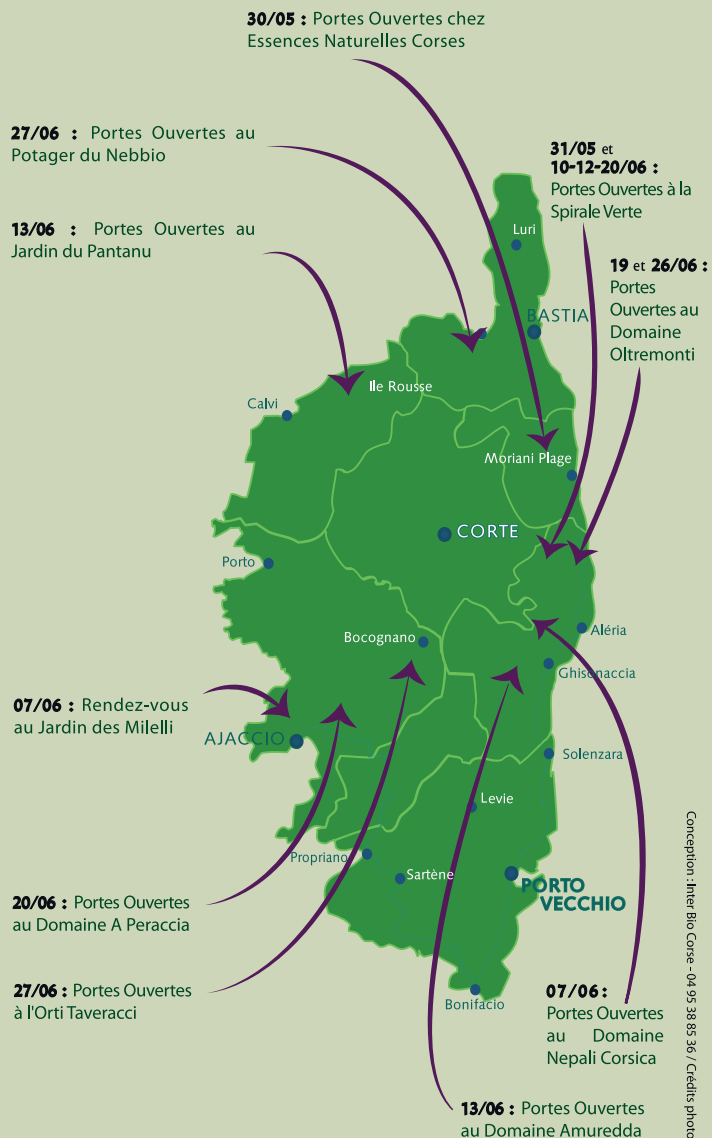 30/05 : Portes Ouvertes chez
Essences Naturelles Corses
27/06 : Portes Ouvertes au
Potager du Nebbio
31/05 et
10-12-20/06 :
Portes Ouvertes à la
Spirale Verte
13/06 : Portes Ouvertes au
Jardin du Pantanu
19 et 26/06 :
Portes
Ouvertes au
Domaine
Oltremonti
Luri
BASTIA
Ile Rousse
Calvi
Moriani Plage
CORTE
Porto
Bocognano
Aléria
Ghisonaccia
07/06 : Rendez-vous
au Jardin des Milelli
AJACCIO
Solenzara
Levie
Propriano
Sartène
PORTO
VECCHIO
20/06 : Portes Ouvertes
au Domaine A Peraccia
27/06 : Portes Ouvertes
à l'Orti Taveracci
Bonifacio
07/06 :
Portes Ouvertes
au Domaine
Nepali Corsica
13/06 : Portes Ouvertes
au Domaine Amuredda
Conception : Inter Bio Corse - 04 95 38 85 36 / Crédits photo